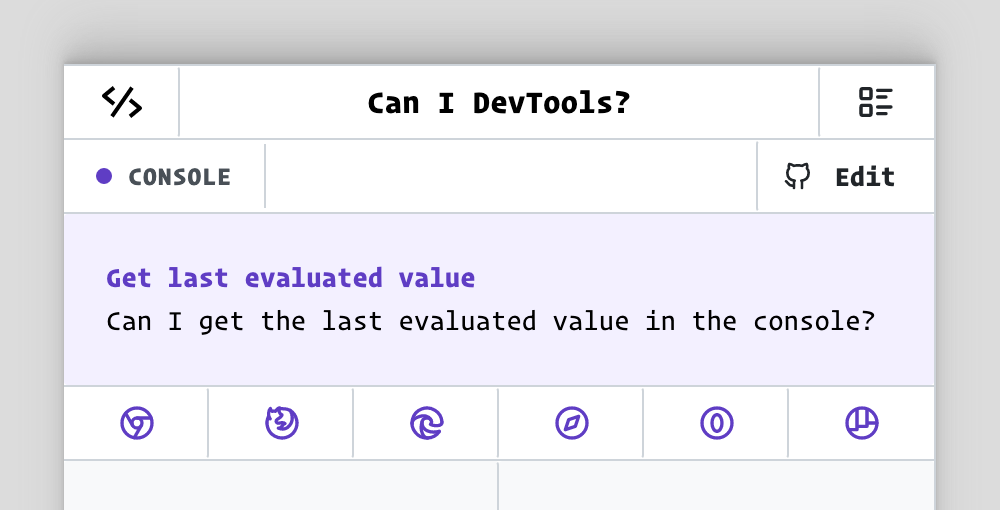 Can I DevTools?
CONSOLE
Edit
Get last evaluated value
Can I get the last evaluated value in the console?